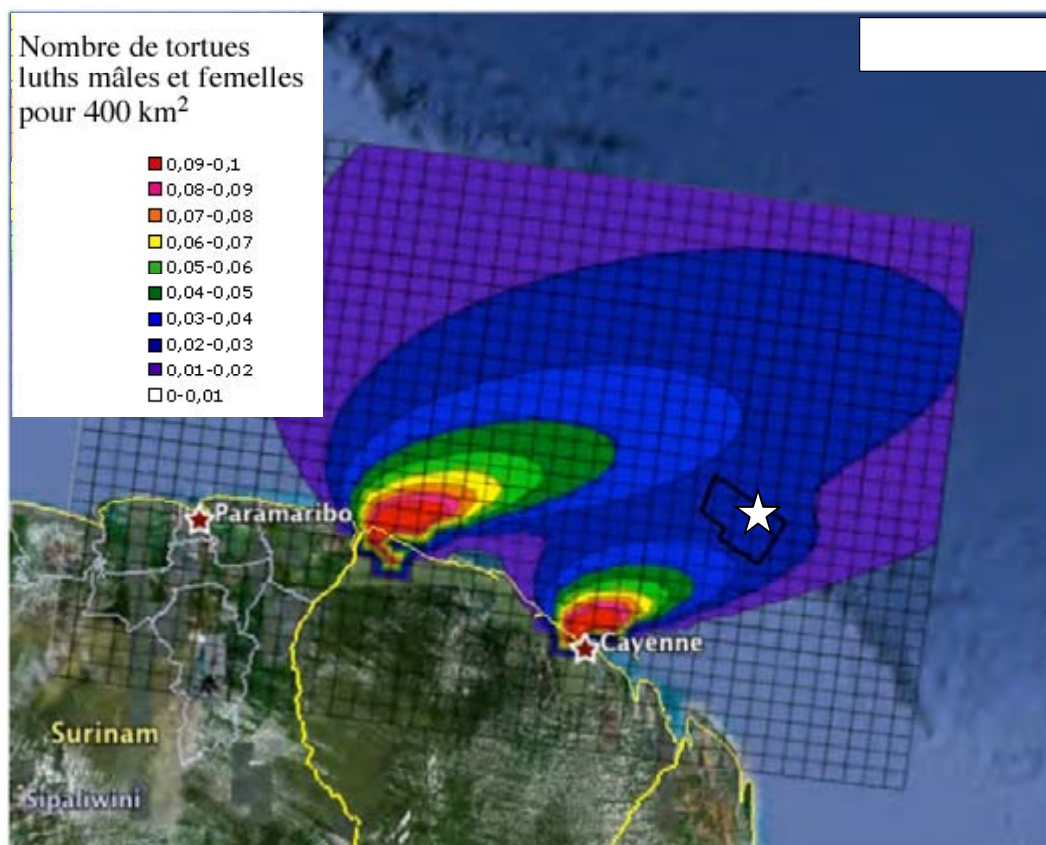 Nombre de tortues
luths mâles et femelles
pour 400 km²
0,09-0,1
0,08-0,09
0,07-0,08
0,06-0,07
0,05-0,06
0,04-0,05
0,03-0,04
0,02-0,03
0,01-0,02
0-0,01
Paramaribo
Cayenne
Surinam
Sipaliwini